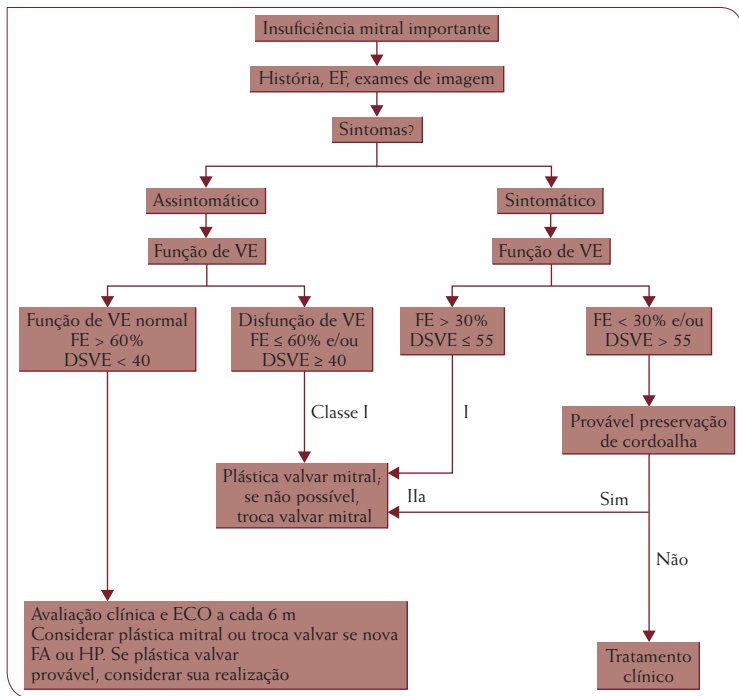 Insuficiência mitral importante
História, EF, exames de imagem
Sintomas?
Assintomático
Sintomático
Função de VE
Função de VE
Função de VE normal
FE > 60%
DSVE < 40
Disfunção de VE
FE ≤ 60% e/ou
DSVE ≥ 40
FE > 30%
DSVE ≤ 55
FE < 30% e/ou
DSVE > 55
Classe I
I
Provável preservação
de cordoalha
Plástica valvar mitral;
se não possível,
troca valvar mitral
IIa
Sim
Não
Avaliação clínica e ECO a cada 6 m
Considerar plástica mitral ou troca valvar se nova
FA ou HP. Se plástica valvar
provável, considerar sua realização
Tratamento
clínico